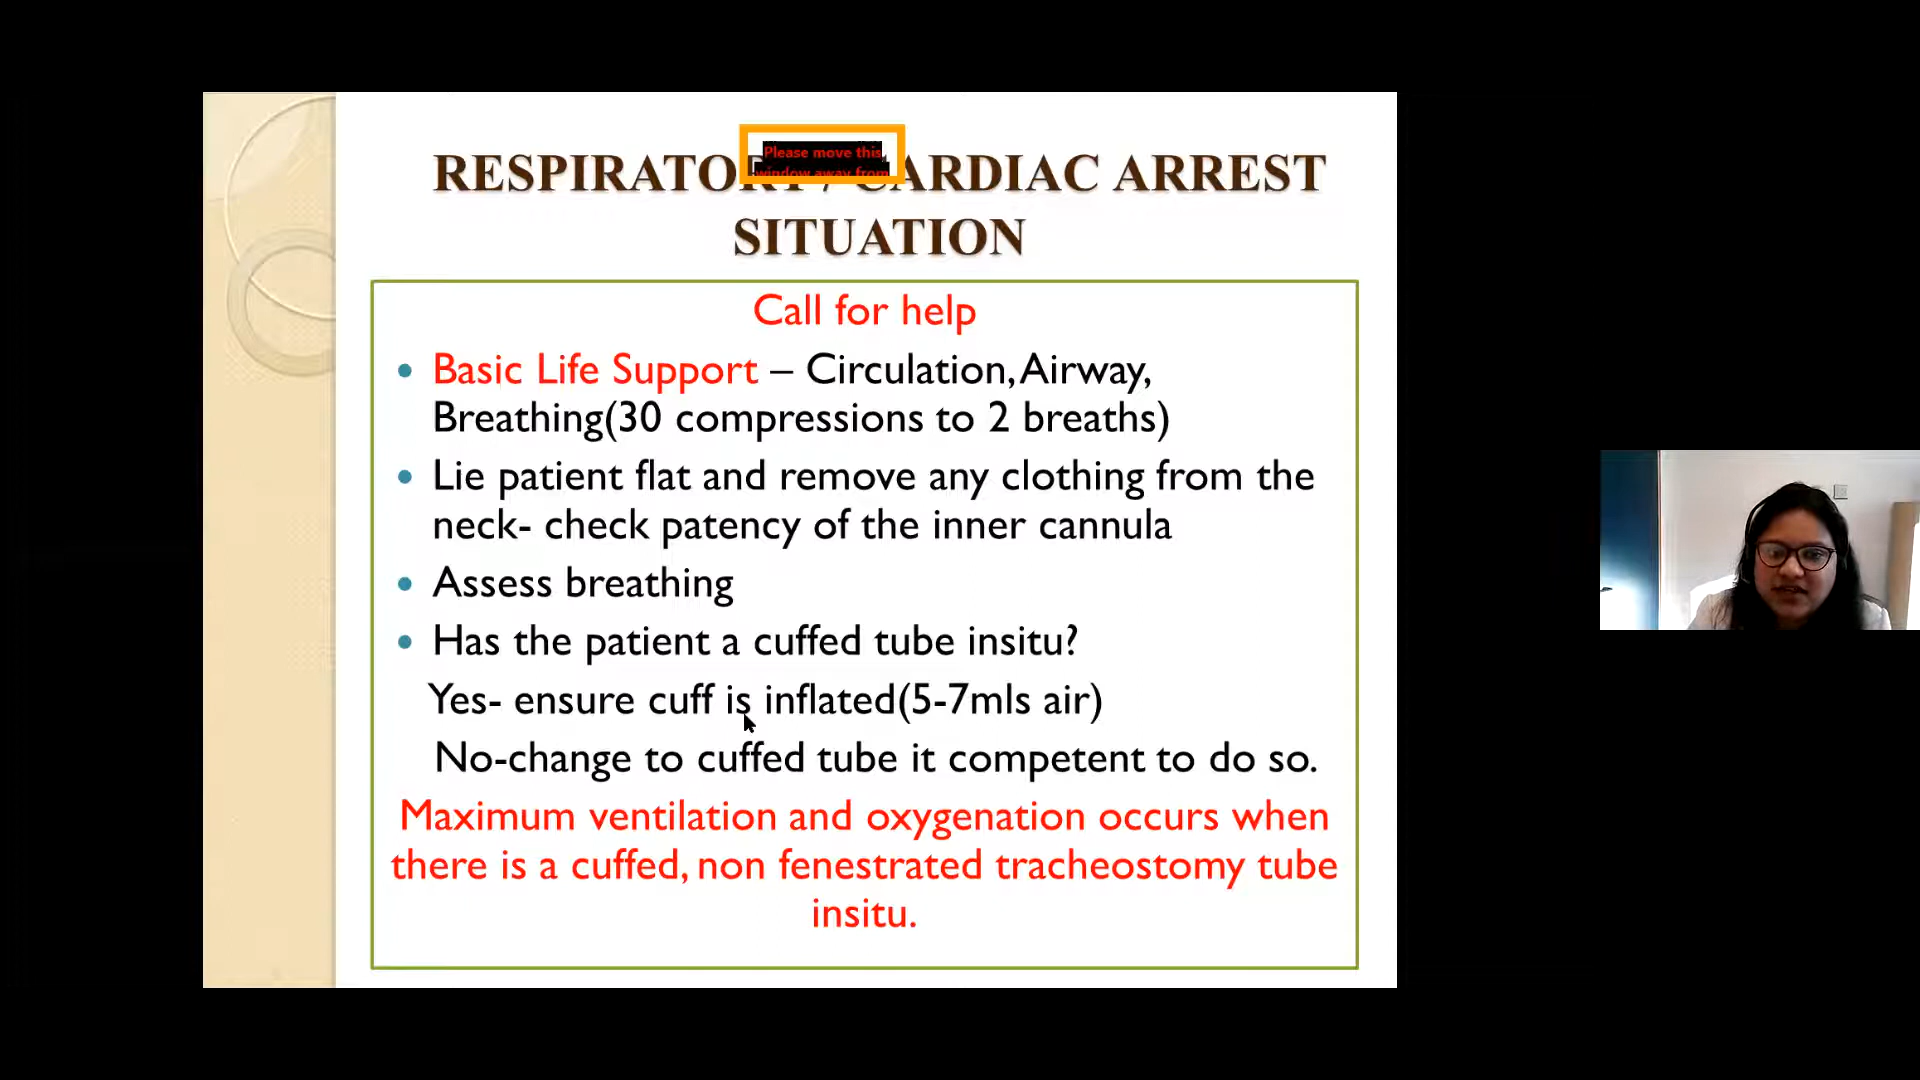 Please move this
window away from
RESPIRATORY / CARDIAC ARREST
SITUATION
Call for help
Basic Life Support – Circulation, Airway,
Breathing(30 compressions to 2 breaths)
Lie patient flat and remove any clothing from the
neck- check patency of the inner cannula
Assess breathing
Has the patient a cuffed tube insitu?
Yes- ensure cuff is inflated(5-7mls air)
No-change to cuffed tube it competent to do so.
Maximum ventilation and oxygenation occurs when
there is a cuffed, non fenestrated tracheostomy tube
insitu.